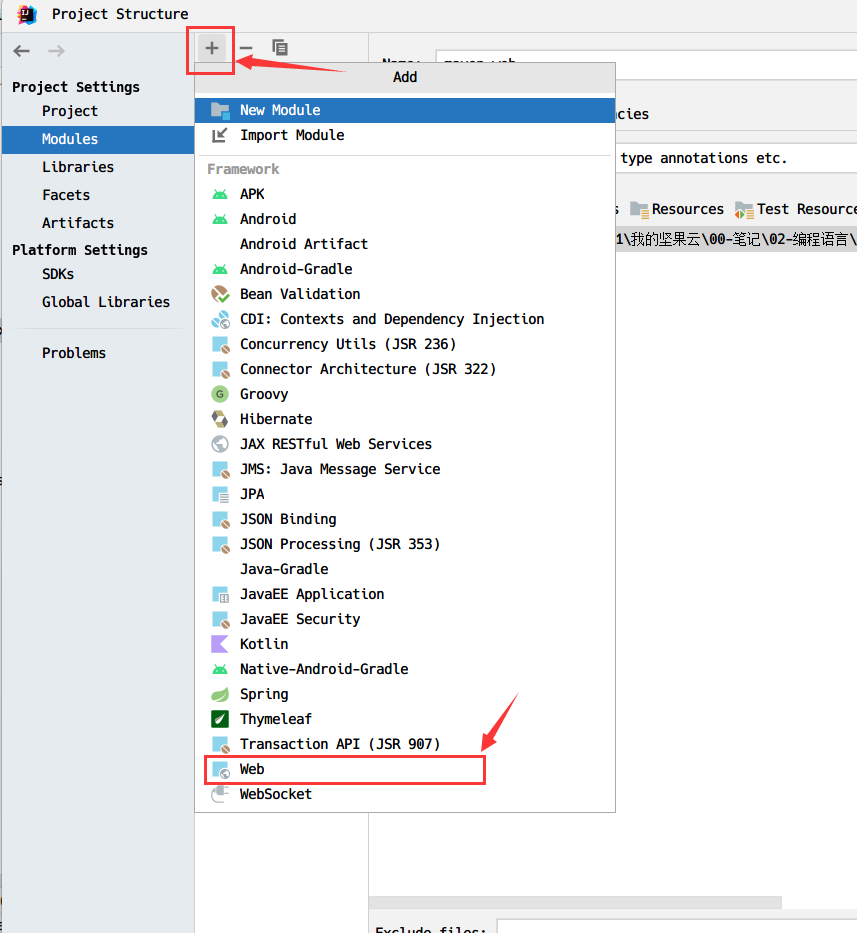 Project Structure
Project Settings
Project
Modules
Libraries
Facets
Artifacts
Platform Settings
SDKs
Global Libraries
Problems
Add
New Module
Import Module
Framework
APK
Android
Android Artifact
Android-Gradle
Bean Validation
CDI: Contexts and Dependency Injection
Concurrency Utils (JSR 236)
Connector Architecture (JSR 322)
Groovy
Hibernate
JAX RESTful Web Services
JMS: Java Message Service
JPA
JSON Binding
JSON Processing (JSR 353)
Java-Gradle
JavaEE Application
JavaEE Security
Kotlin
Native-Android-Gradle
Spring
Thymeleaf
Transaction API (JSR 907)
Web
WebSocket
type annotations etc.
Resources Test Resource
1\我的坚果云\00-笔记\02-编程语言\
Exclude files: